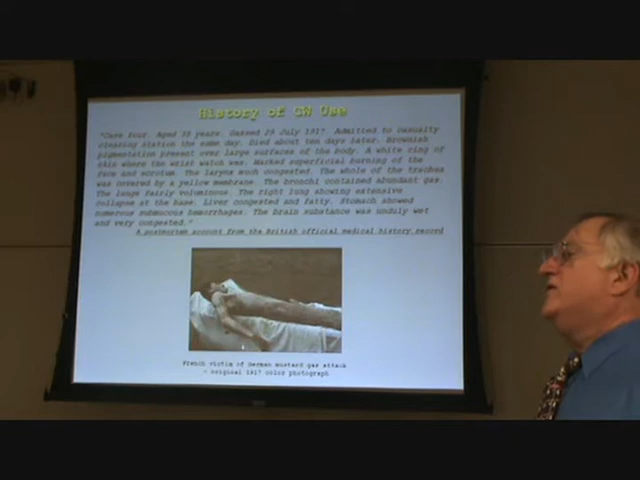 History of CW Use
"Case four. Aged 39 years. Gassed 29 July 1917. Admitted to casualty
clearing station the same day. Died about ten days later. Brownish
pigmentation present over large surfaces of the body. A white ring of
skin where the wrist watch was. Marked superficial burning of the
face and scrotum. The larynx much congested. The whole of the trachea
was covered by a yellow membrane. The bronchi contained abundant gas.
The lungs fairly voluminous. The right lung showing extensive
collapse at the base. Liver congested and fatty. Stomach showed
numerous submucous hemorrhages. The brain substance was unduly wet
and very congested."
A postmortem account from the British official medical history record
French victim of German mustard gas attack
- original 1917 color photograph